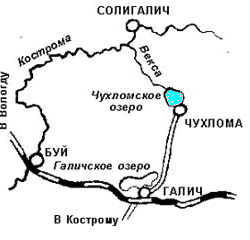 СОЛИГАЛИЧ
Кострома
Векса
Чухломское
озеро
ЧУХЛОМА
В Вологду
БУЙ
Галичское озеро
ГАЛИЧ
В Кострому